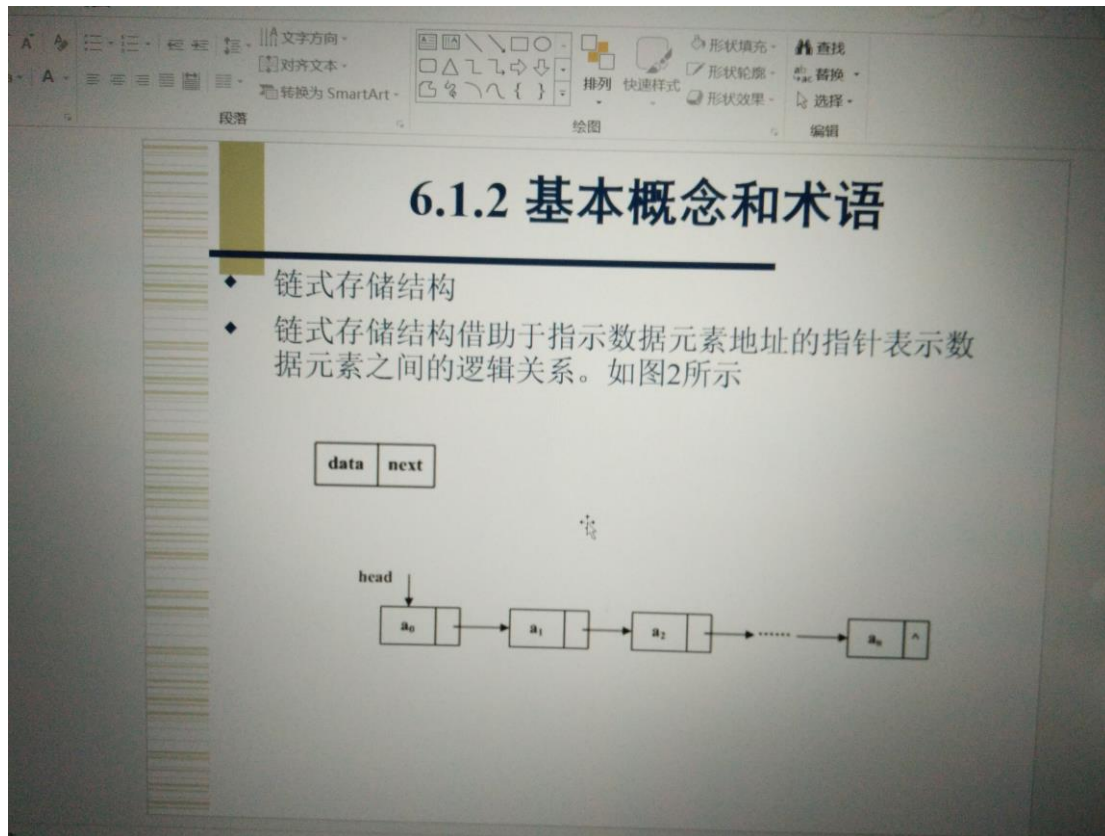 文字方向
对齐文本
转换为 SmartArt
段落
排列
快速样式
形状填充
形状轮廓
形状效果
绘图
查找
替换
选择
编辑
6.1.2 基本概念和术语
链式存储结构
链式存储结构借助于指示数据元素地址的指针表示数
据元素之间的逻辑关系。如图2所示
data next
head
a₀ a₁ a₂ …… aₙ ^